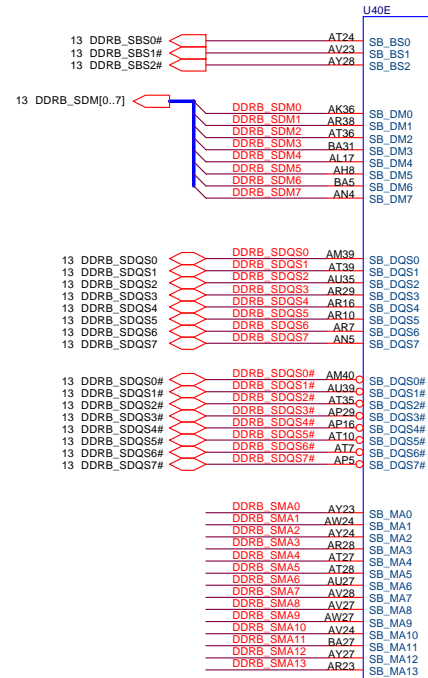 U40E
13 DDRB_SBS0# AT24 SB_BS0
13 DDRB_SBS1# AV23 SB_BS1
13 DDRB_SBS2# AY28 SB_BS2
13 DDRB_SDM[0..7]
DDRB_SDM0 AK36 SB_DM0
DDRB_SDM1 AR38 SB_DM1
DDRB_SDM2 AT36 SB_DM2
DDRB_SDM3 BA31 SB_DM3
DDRB_SDM4 AL17 SB_DM4
DDRB_SDM5 AH8 SB_DM5
DDRB_SDM6 BA5 SB_DM6
DDRB_SDM7 AN4 SB_DM7
13 DDRB_SDQS0 DDRB_SDQS0 AM39 SB_DQS0
13 DDRB_SDQS1 DDRB_SDQS1 AT39 SB_DQS1
13 DDRB_SDQS2 DDRB_SDQS2 AU35 SB_DQS2
13 DDRB_SDQS3 DDRB_SDQS3 AR29 SB_DQS3
13 DDRB_SDQS4 DDRB_SDQS4 AR16 SB_DQS4
13 DDRB_SDQS5 DDRB_SDQS5 AR10 SB_DQS5
13 DDRB_SDQS6 DDRB_SDQS6 AR7 SB_DQS6
13 DDRB_SDQS7 DDRB_SDQS7 AN5 SB_DQS7
13 DDRB_SDQS0# DDRB_SDQS0# AM40 SB_DQS0#
13 DDRB_SDQS1# DDRB_SDQS1# AU39 SB_DQS1#
13 DDRB_SDQS2# DDRB_SDQS2# AT35 SB_DQS2#
13 DDRB_SDQS3# DDRB_SDQS3# AP29 SB_DQS3#
13 DDRB_SDQS4# DDRB_SDQS4# AP16 SB_DQS4#
13 DDRB_SDQS5# DDRB_SDQS5# AT10 SB_DQS5#
13 DDRB_SDQS6# DDRB_SDQS6# AT7 SB_DQS6#
13 DDRB_SDQS7# DDRB_SDQS7# AP5 SB_DQS7#
DDRB_SMA0 AY23 SB_MA0
DDRB_SMA1 AW24 SB_MA1
DDRB_SMA2 AY24 SB_MA2
DDRB_SMA3 AR28 SB_MA3
DDRB_SMA4 AT27 SB_MA4
DDRB_SMA5 AT28 SB_MA5
DDRB_SMA6 AU27 SB_MA6
DDRB_SMA7 AV28 SB_MA7
DDRB_SMA8 AV27 SB_MA8
DDRB_SMA9 AW27 SB_MA9
DDRB_SMA10 AV24 SB_MA10
DDRB_SMA11 BA27 SB_MA11
DDRB_SMA12 AY27 SB_MA12
DDRB_SMA13 AR23 SB_MA13